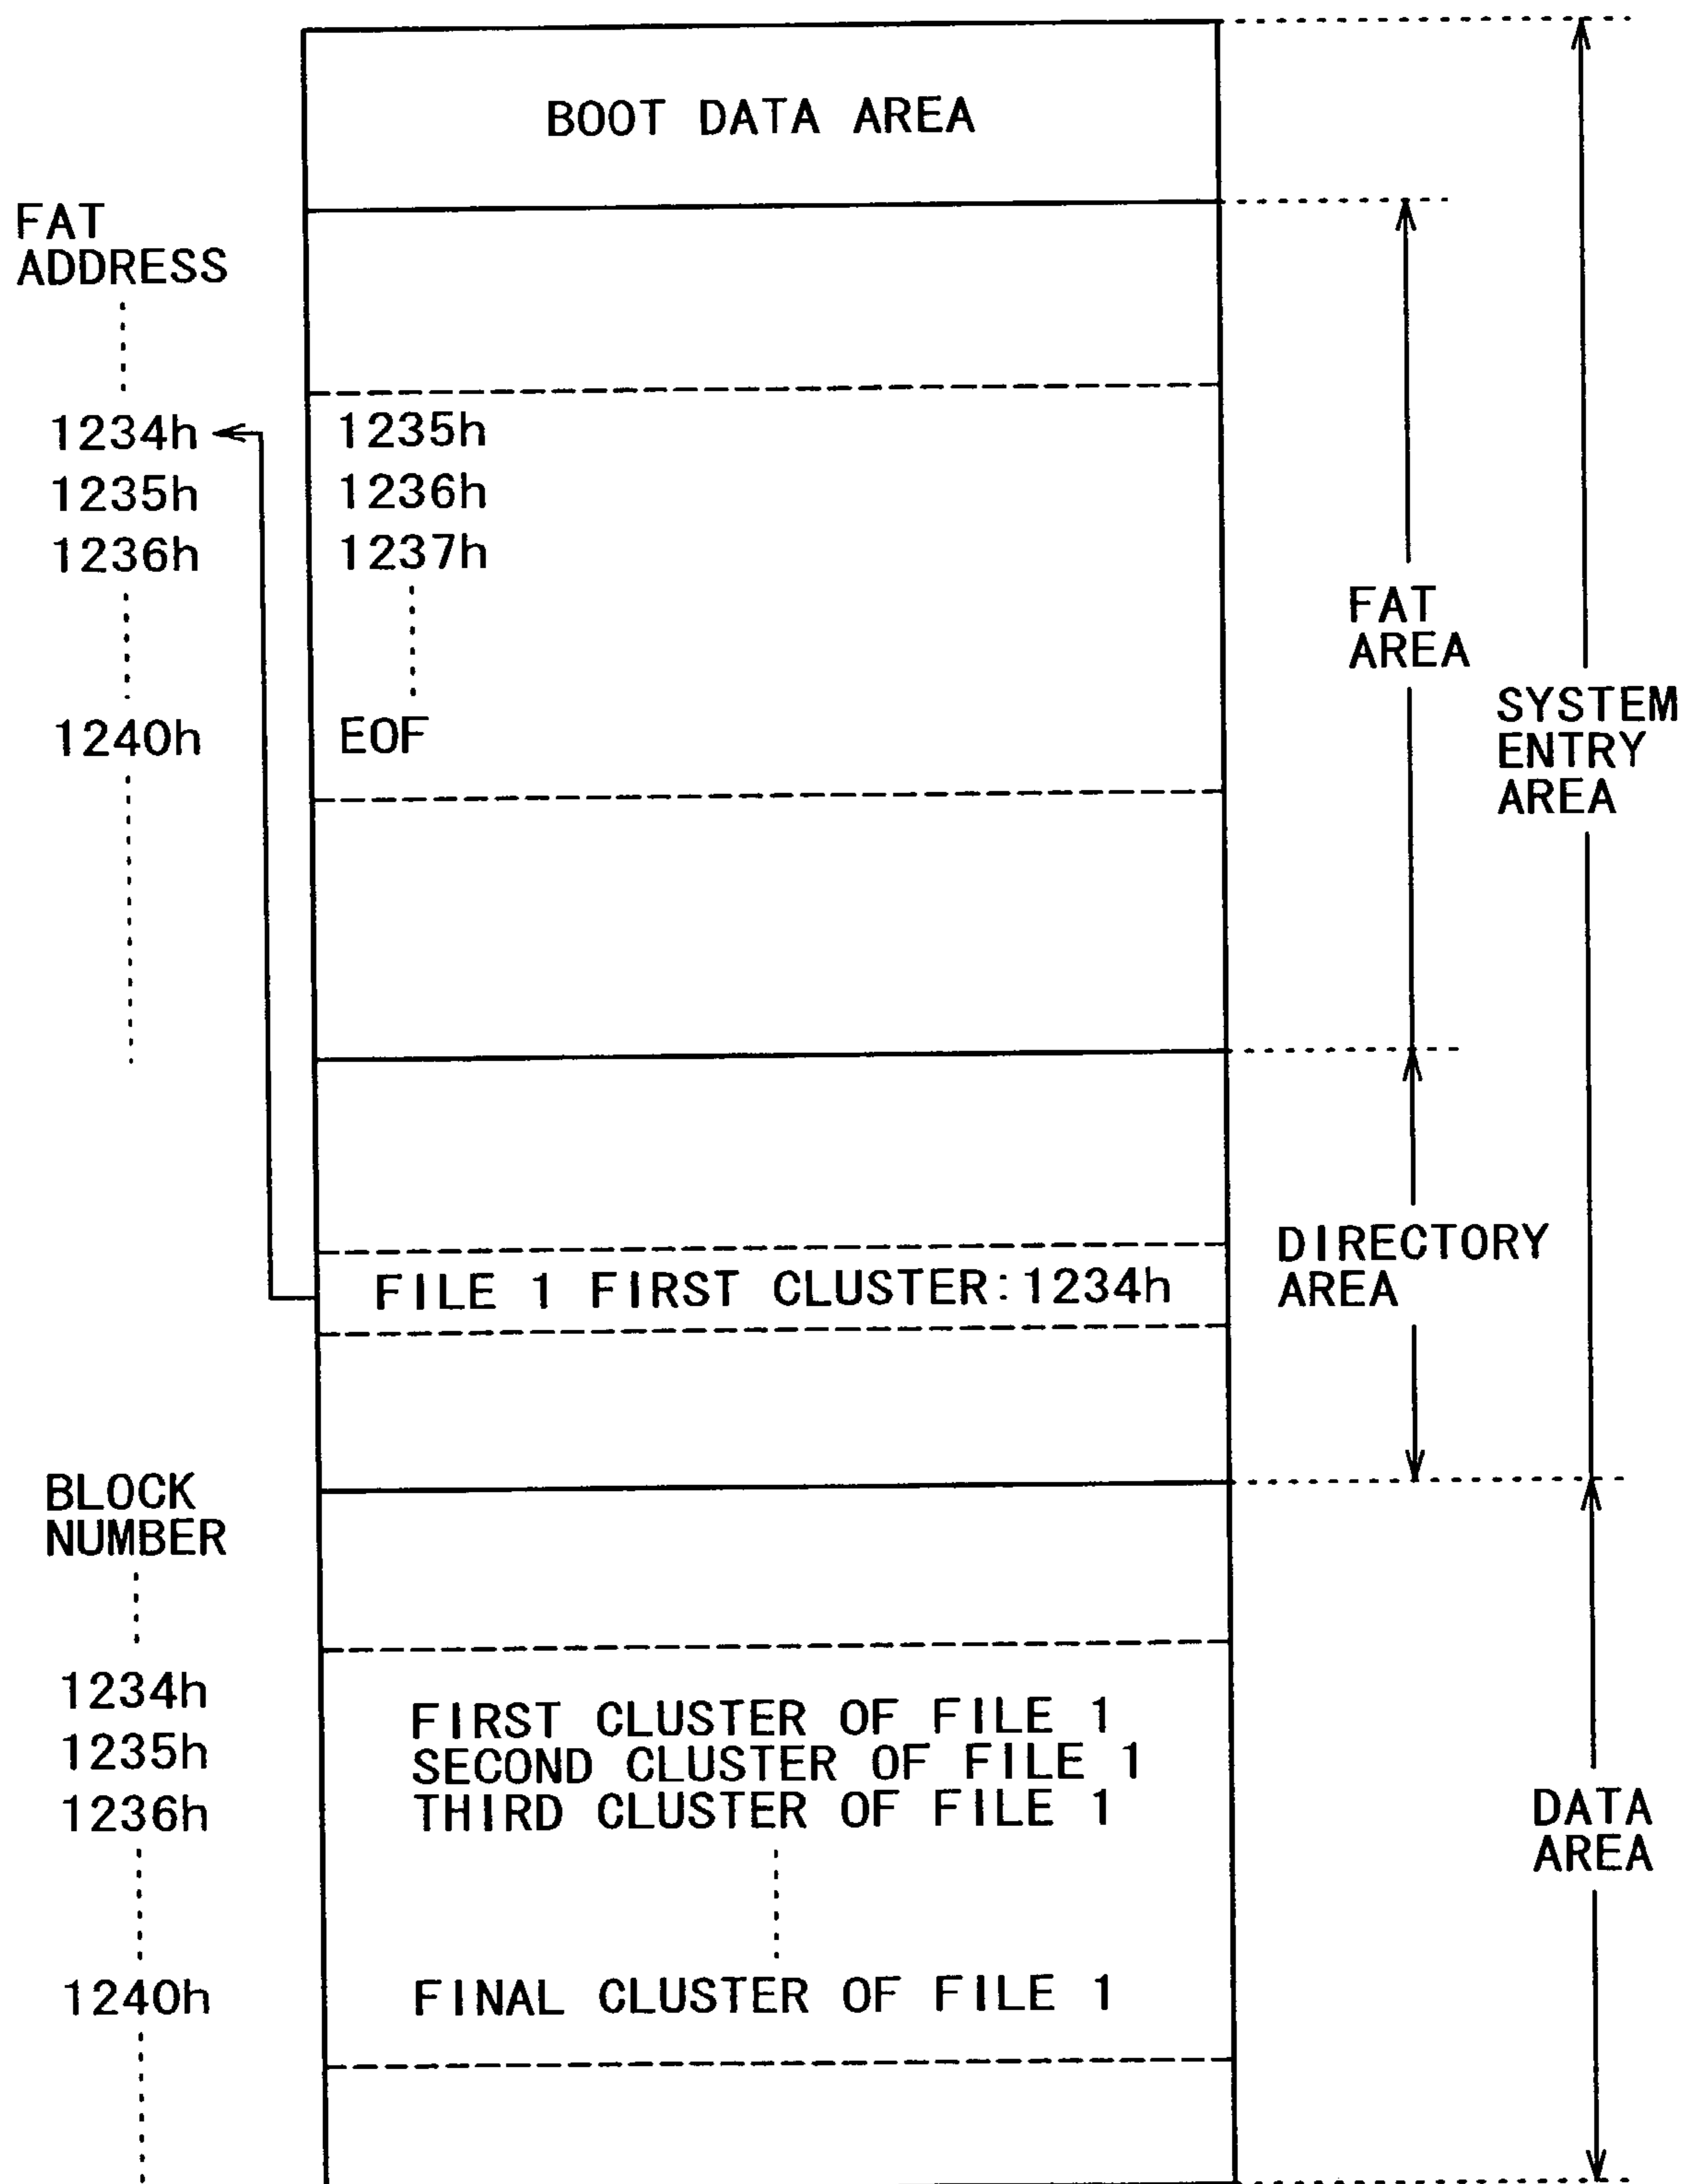 BOOT DATA AREA
FAT
ADDRESS
1234h 1235h
1235h 1236h
1236h 1237h
1240h EOF
FAT
AREA
SYSTEM
ENTRY
AREA
FILE 1 FIRST CLUSTER:1234h
DIRECTORY
AREA
BLOCK
NUMBER
1234h
1235h
1236h
1240h
FIRST CLUSTER OF FILE 1
SECOND CLUSTER OF FILE 1
THIRD CLUSTER OF FILE 1
FINAL CLUSTER OF FILE 1
DATA
AREA